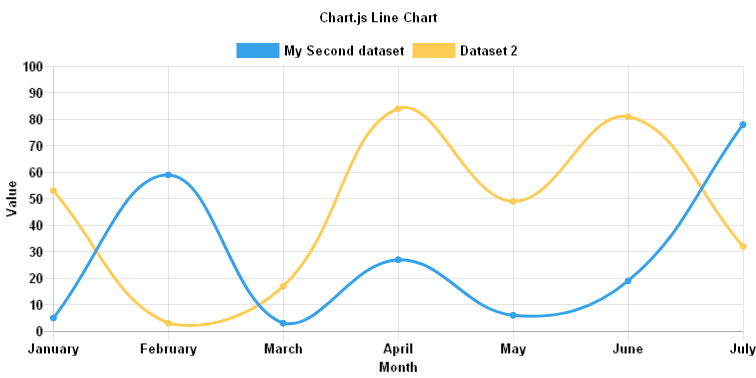 Chart.js Line Chart
My Second dataset Dataset 2
100
90
80
70
60
50
40
30
20
10
0
Value
January February March April May June July
Month